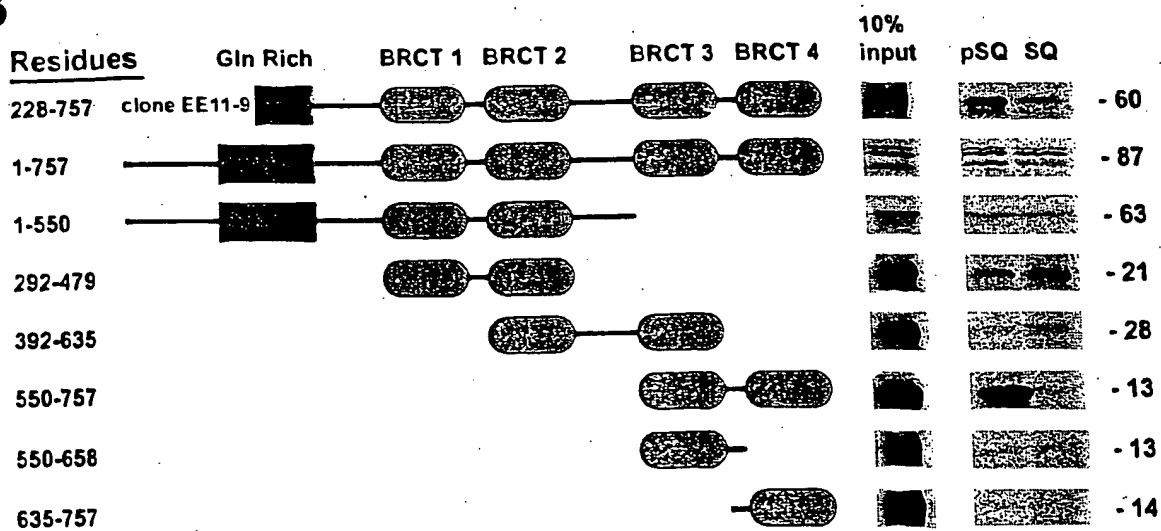 10%
Residues Gln Rich BRCT 1 BRCT 2 BRCT 3 BRCT 4 input pSQ SQ
228-757 clone EE11-9 - 60
1-757 - 87
1-550 - 63
292-479 - 21
392-635 - 28
550-757 - 13
550-658 - 13
635-757 - 14